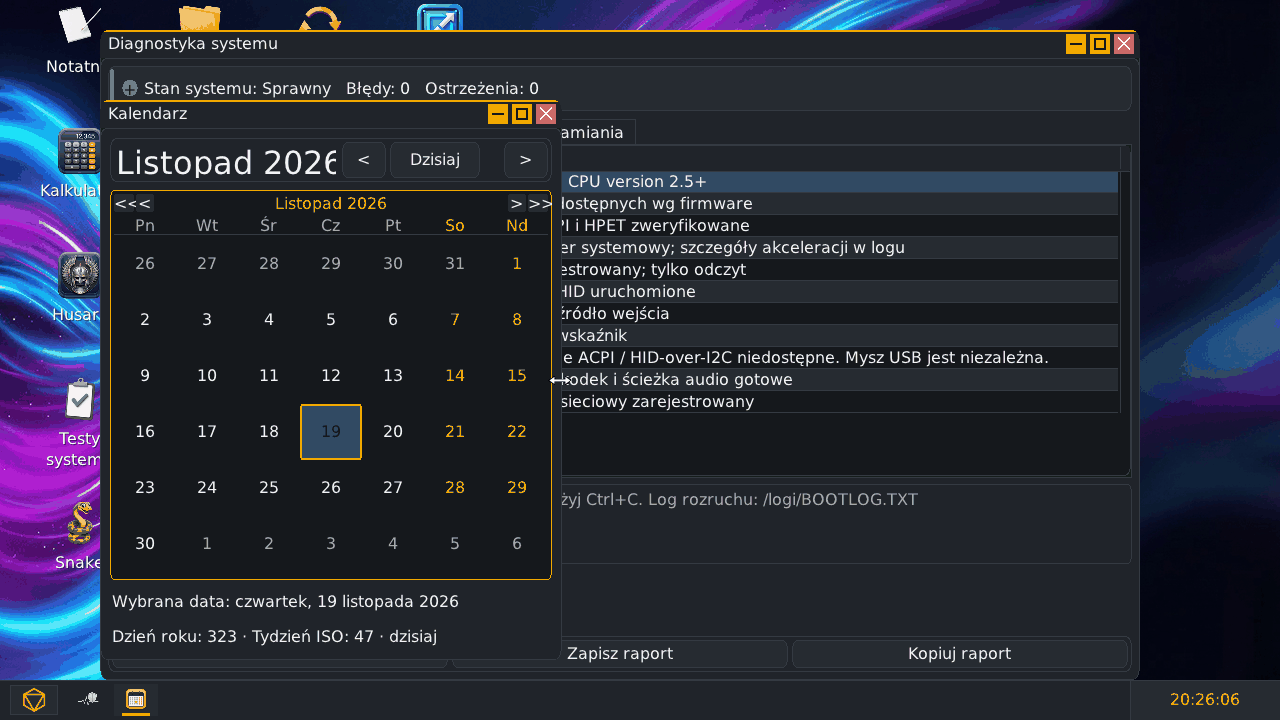 Notatn
Diagnostyka systemu
Stan systemu: Sprawny Błędy: 0 Ostrzeżenia: 0
Kalendarz
amiania
Listopad 2026 < Dzisiaj >
<<< Listopad 2026 > >>
Pn Wt Śr Cz Pt So Nd
26 27 28 29 30 31 1
2 3 4 5 6 7 8
9 10 11 12 13 14 15
16 17 18 19 20 21 22
23 24 25 26 27 28 29
30 1 2 3 4 5 6
Wybrana data: czwartek, 19 listopada 2026
Dzień roku: 323 · Tydzień ISO: 47 · dzisiaj
CPU version 2.5+
dostępnych wg firmware
PI i HPET zweryfikowane
er systemowy; szczegóły akceleracji w logu
estrowany; tylko odczyt
HID uruchomione
źródło wejścia
wskaźnik
e ACPI / HID-over-I2C niedostępne. Mysz USB jest niezależna.
kodek i ścieżka audio gotowe
sieciowy zarejestrowany
żyj Ctrl+C. Log rozruchu: /logi/BOOTLOG.TXT
Zapisz raport Kopiuj raport
12,345
Kalkulat
Husar
Testy
system
Snake
20:26:06